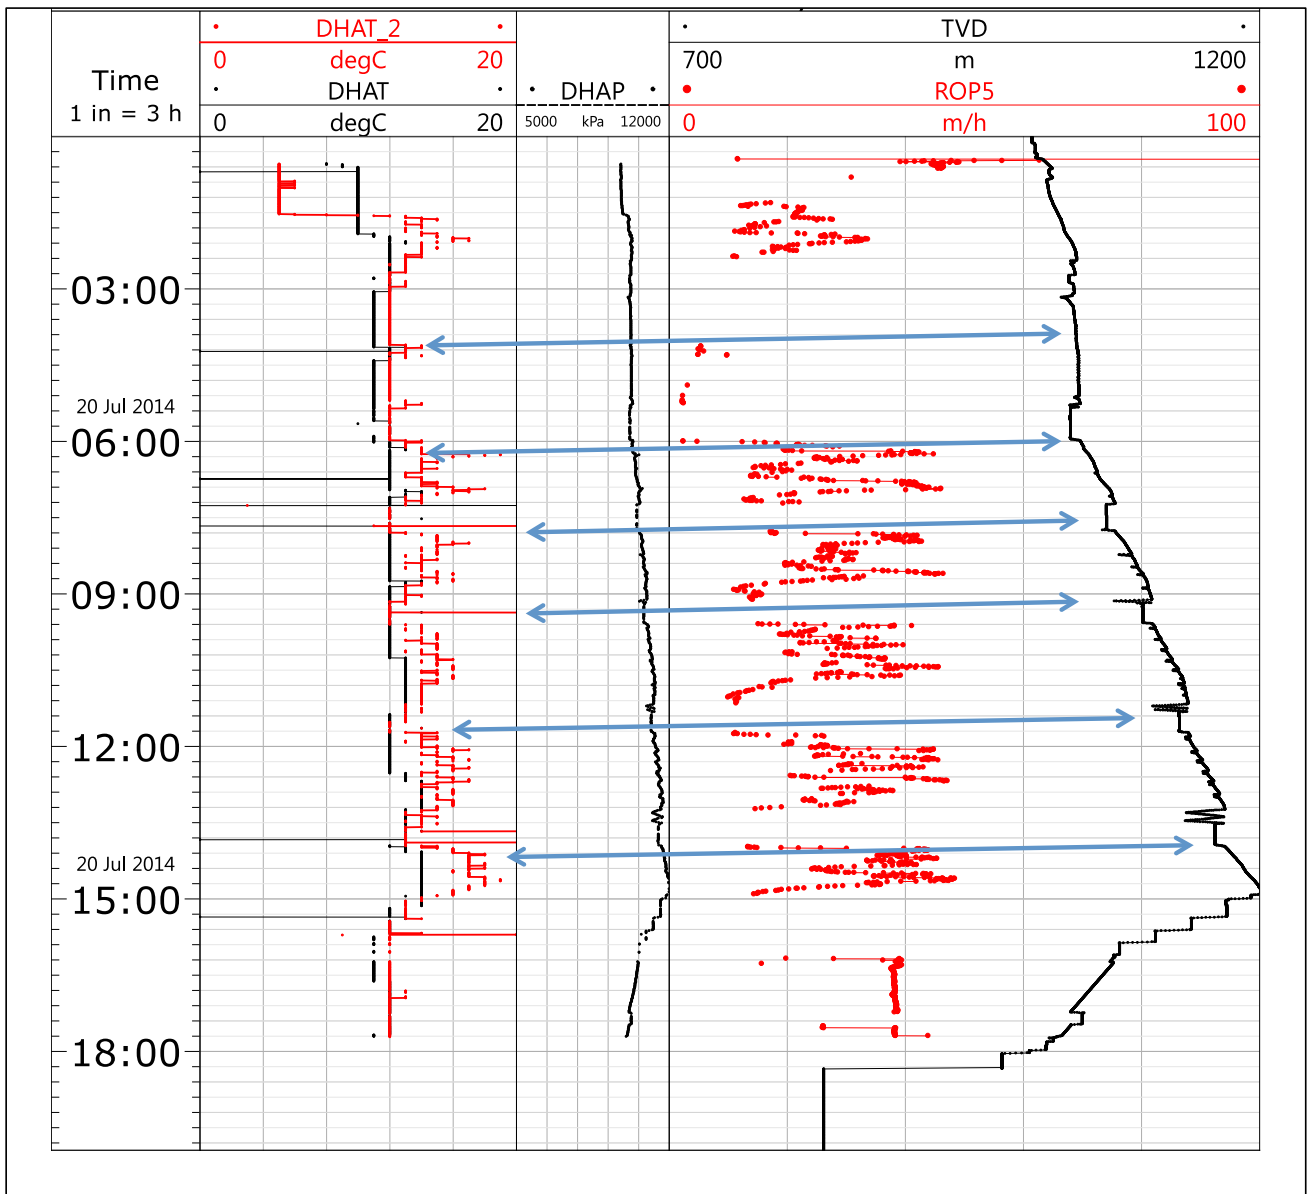 DHAT_2
TVD
0 degC 20
700 m 1200
Time
DHAT
DHAP
ROP5
1 in = 3 h
0 degC 20
5000 kPa 12000
0 m/h 100
03:00
20 Jul 2014
06:00
09:00
12:00
20 Jul 2014
15:00
18:00